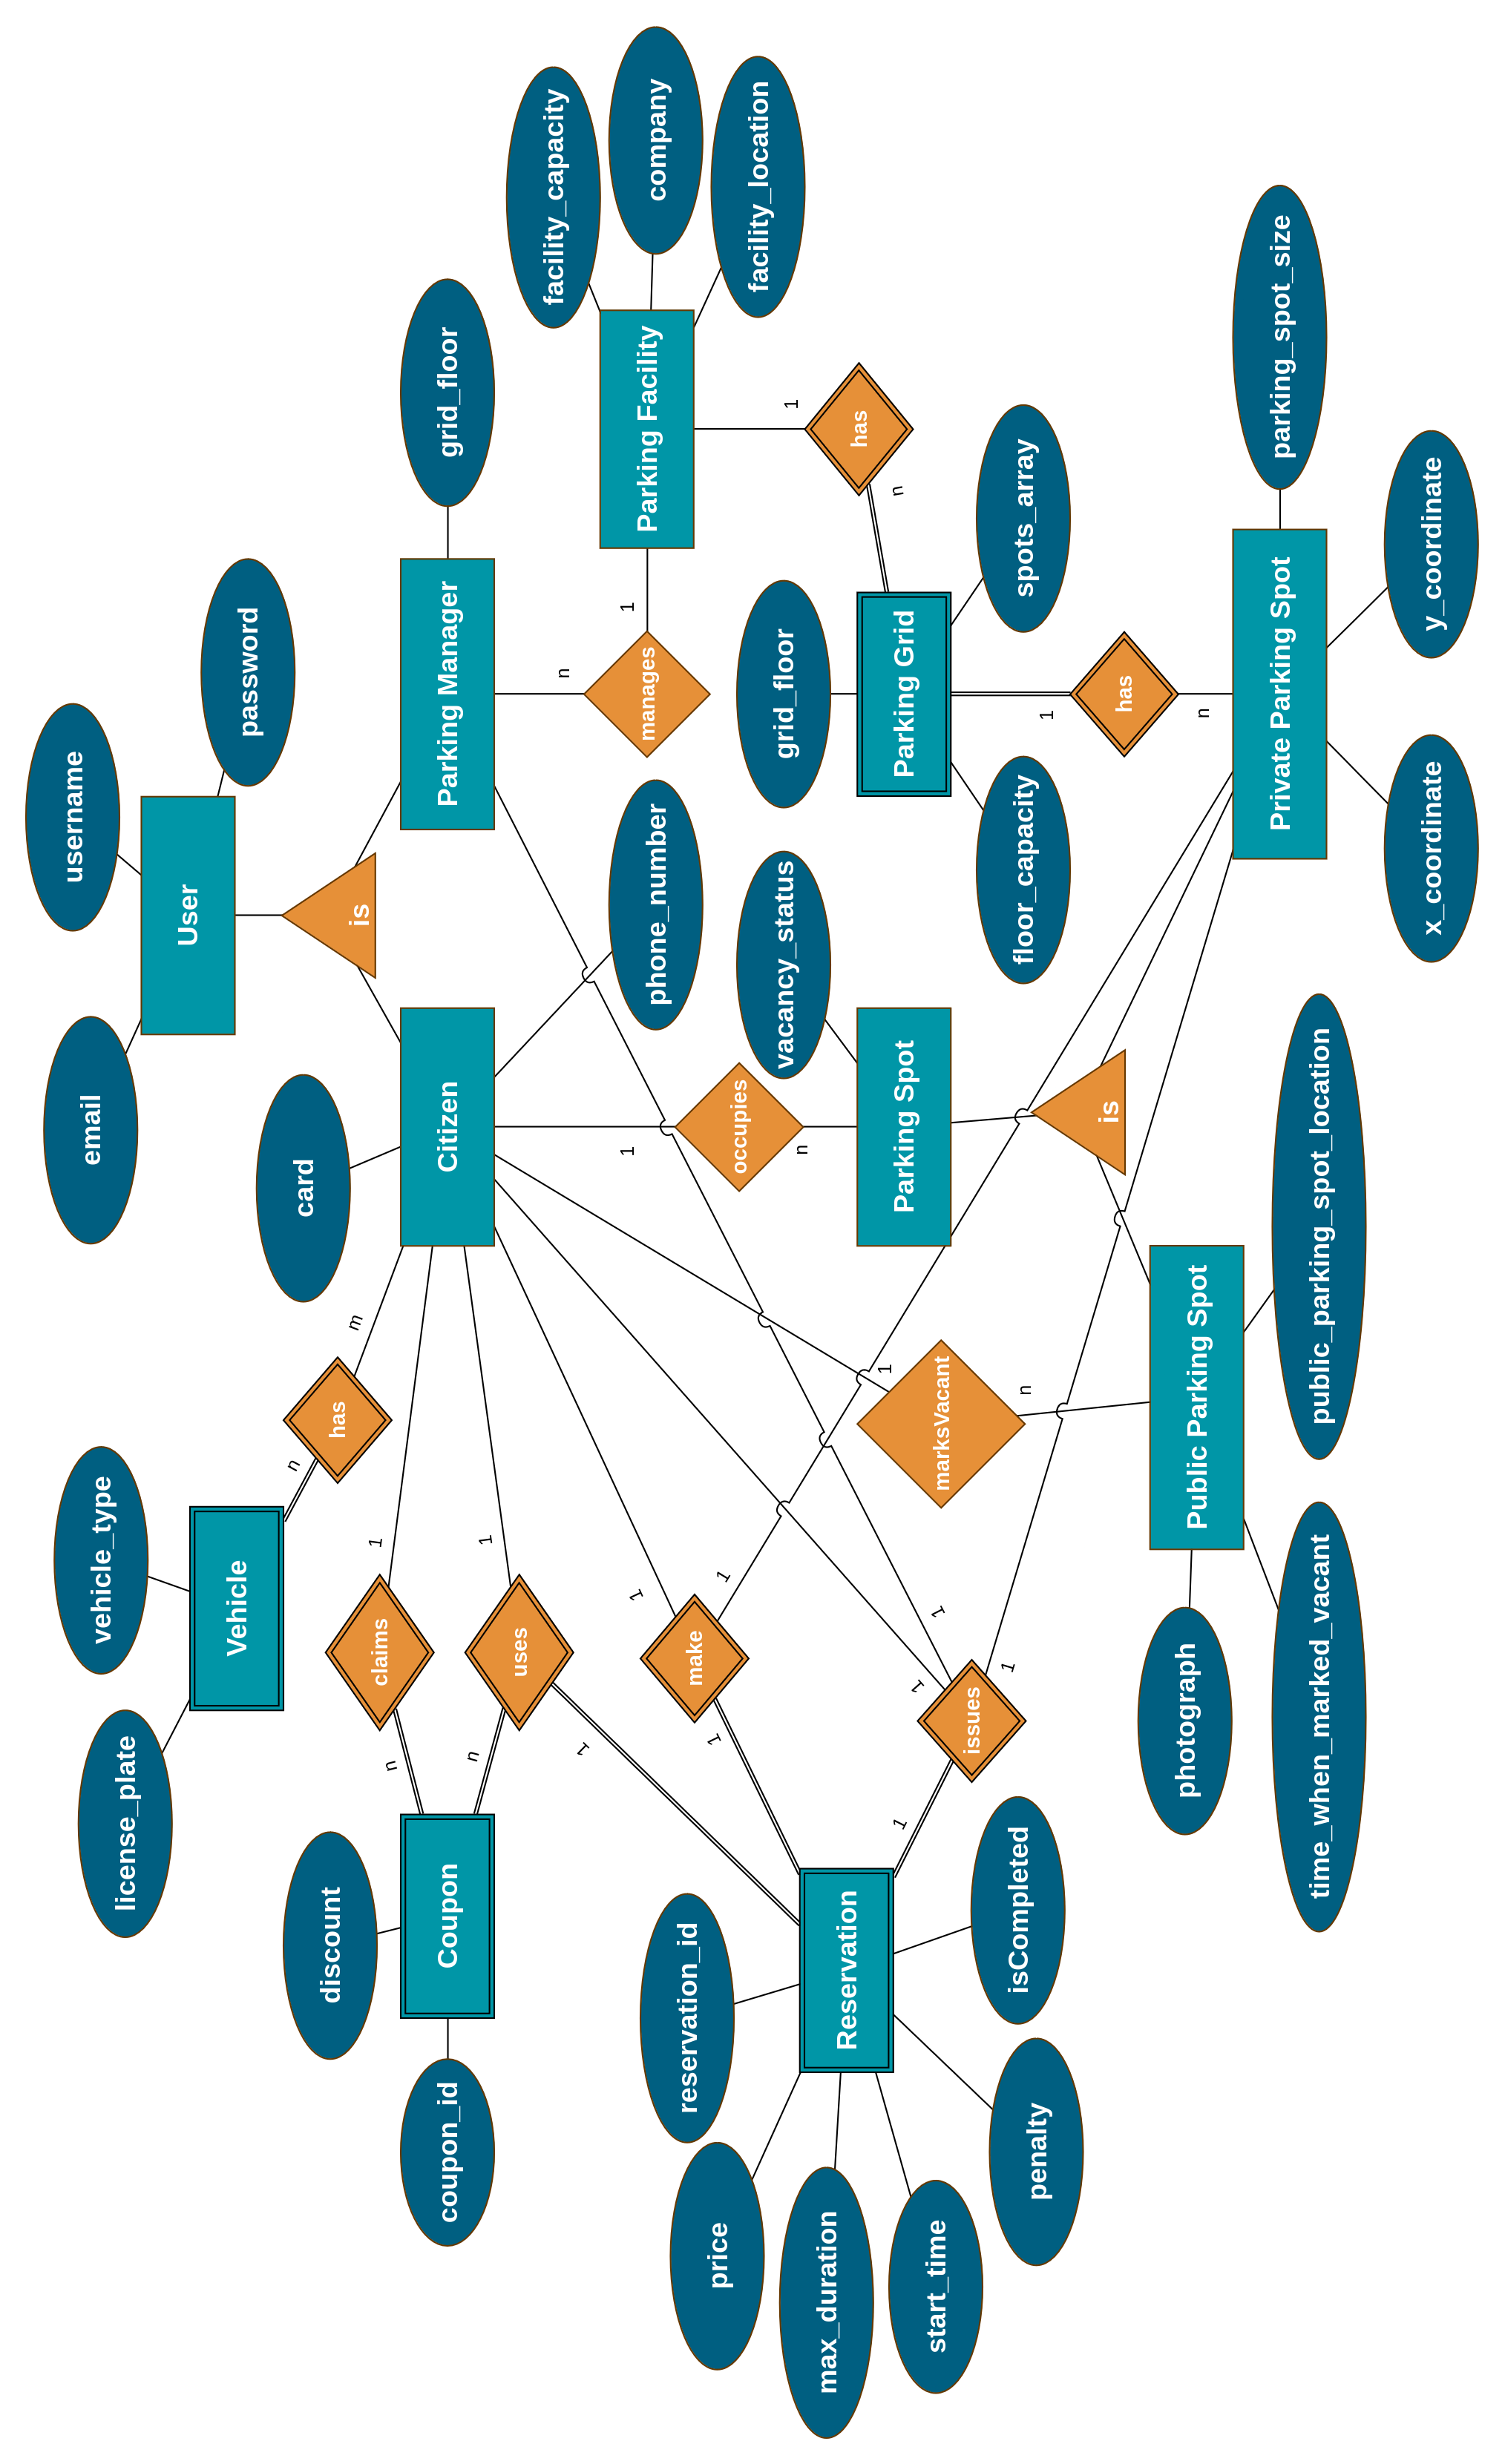 username
email
vehicle_type
license_plate
User
Vehicle
password
n
card
discount
has
m
is
1
claims
n
coupon_id
Coupon
Citizen
Parking Manager
grid_floor
n
1
uses
facility_capacity
n
1
1
1
1
manages
Parking Facility
phone_number
company
reservation_id
make
1
1
price
occupies
facility_location
grid_floor
vacancy_status
1
n
max_duration
Reservation
has
1
n
1
1
Parking Spot
Parking Grid
start_time
1
marksVacant
issues
1
n
isCompleted
floor_capacity
spots_array
penalty
1
is
has
photograph
Public Parking Spot
n
Private Parking Spot
parking_spot_size
time_when_marked_vacant
public_parking_spot_location
x_coordinate
y_coordinate